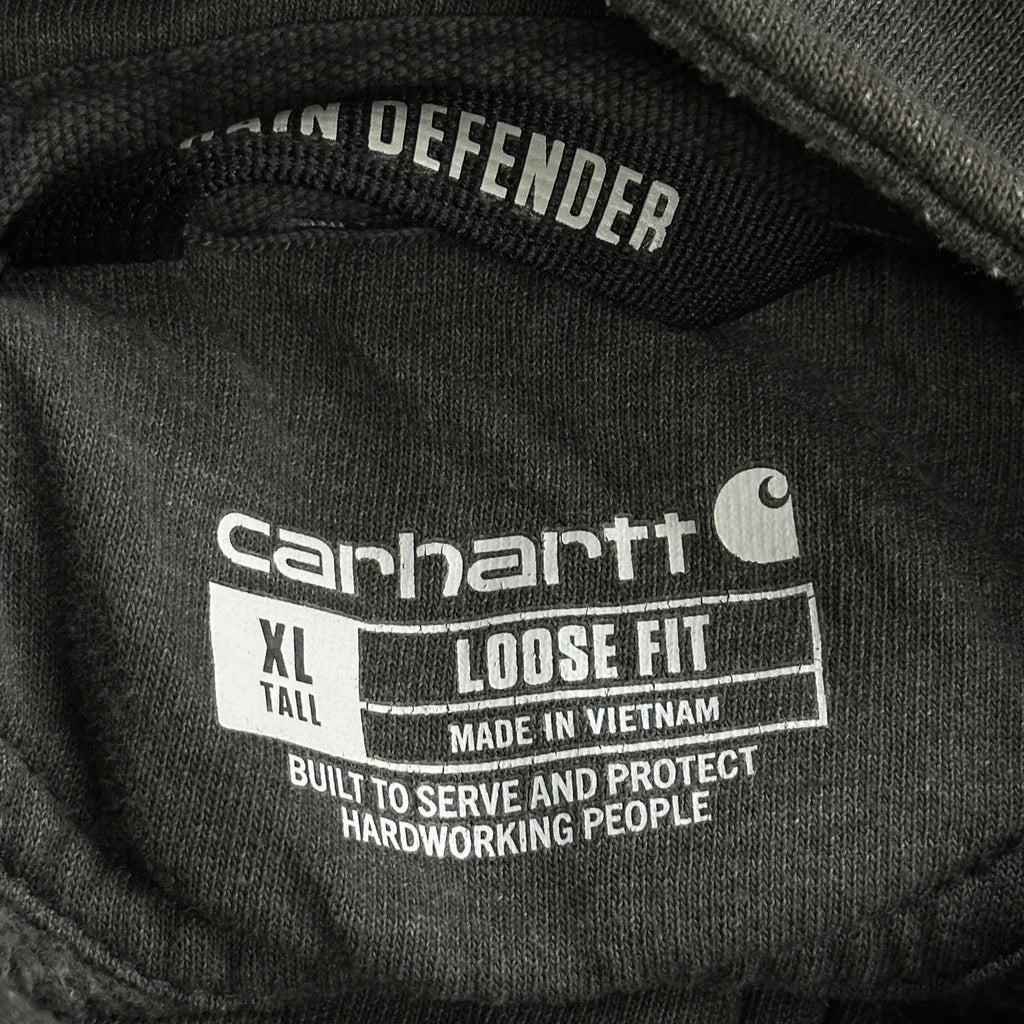 DEFENDER
carhartt
XL
TALL
LOOSE FIT
MADE IN VIETNAM
BUILT TO SERVE AND PROTECT
HARDWORKING PEOPLE